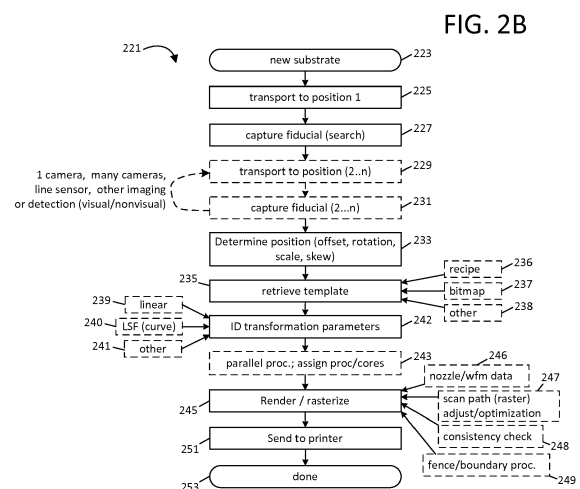 FIG. 2B
221
new substrate
223
transport to position 1
225
capture fiducial (search)
227
1 camera, many cameras,
line sensor, other imaging
or detection (visual/nonvisual)
transport to position (2..n)
229
capture fiducial (2...n)
231
Determine position (offset, rotation,
scale, skew)
233
235
retrieve template
recipe
236
bitmap
237
other
238
239
linear
240
LSF (curve)
241
other
ID transformation parameters
242
parallel proc.; assign proc/cores
243
245
Render / rasterize
246
nozzle/wfm data
247
scan path (raster)
adjust/optimization
consistency check
248
fence/boundary proc.
249
251
Send to printer
253
done